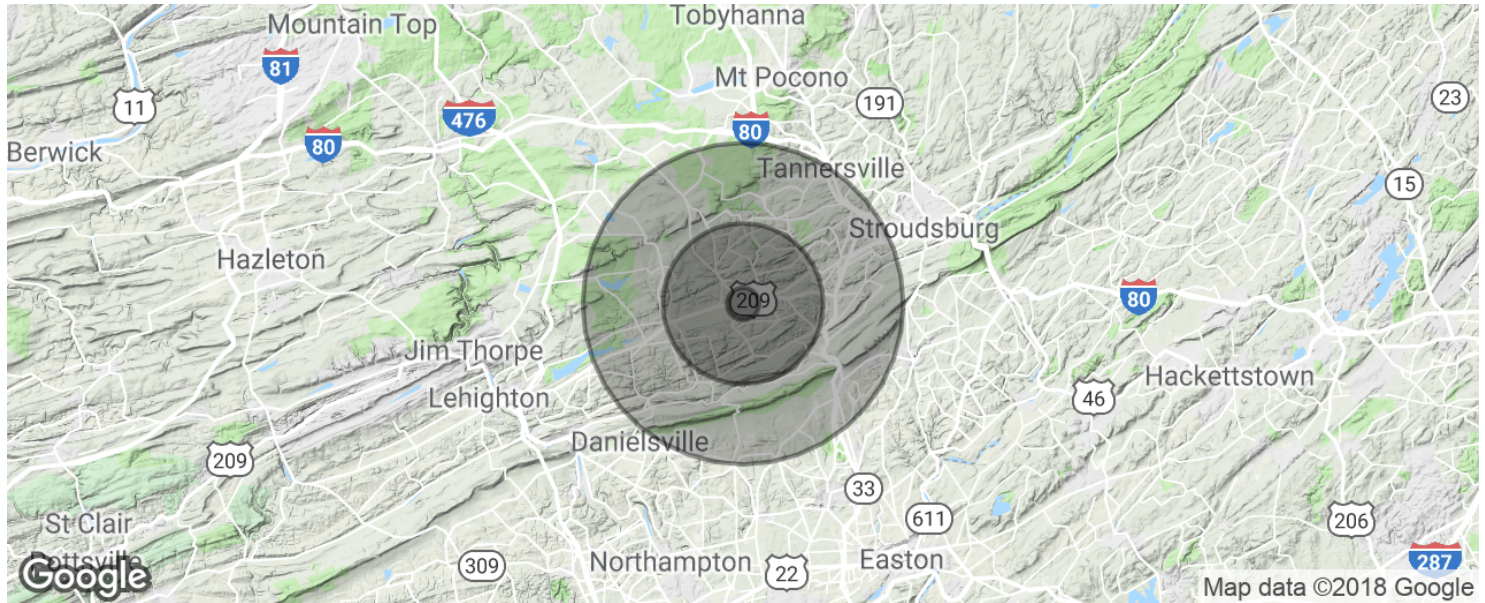 Mountain Top
Tobyhanna
81
Mt Pocono
11
191
23
476
80
80
Berwick
Tannersville
15
Stroudsburg
Hazleton
209
80
Jim Thorpe
Hackettstown
Lehighton
46
Danielsville
209
33
611
206
St Clair
Pottsville
309
Northampton
22
Easton
287
Google
Map data ©2018 Google